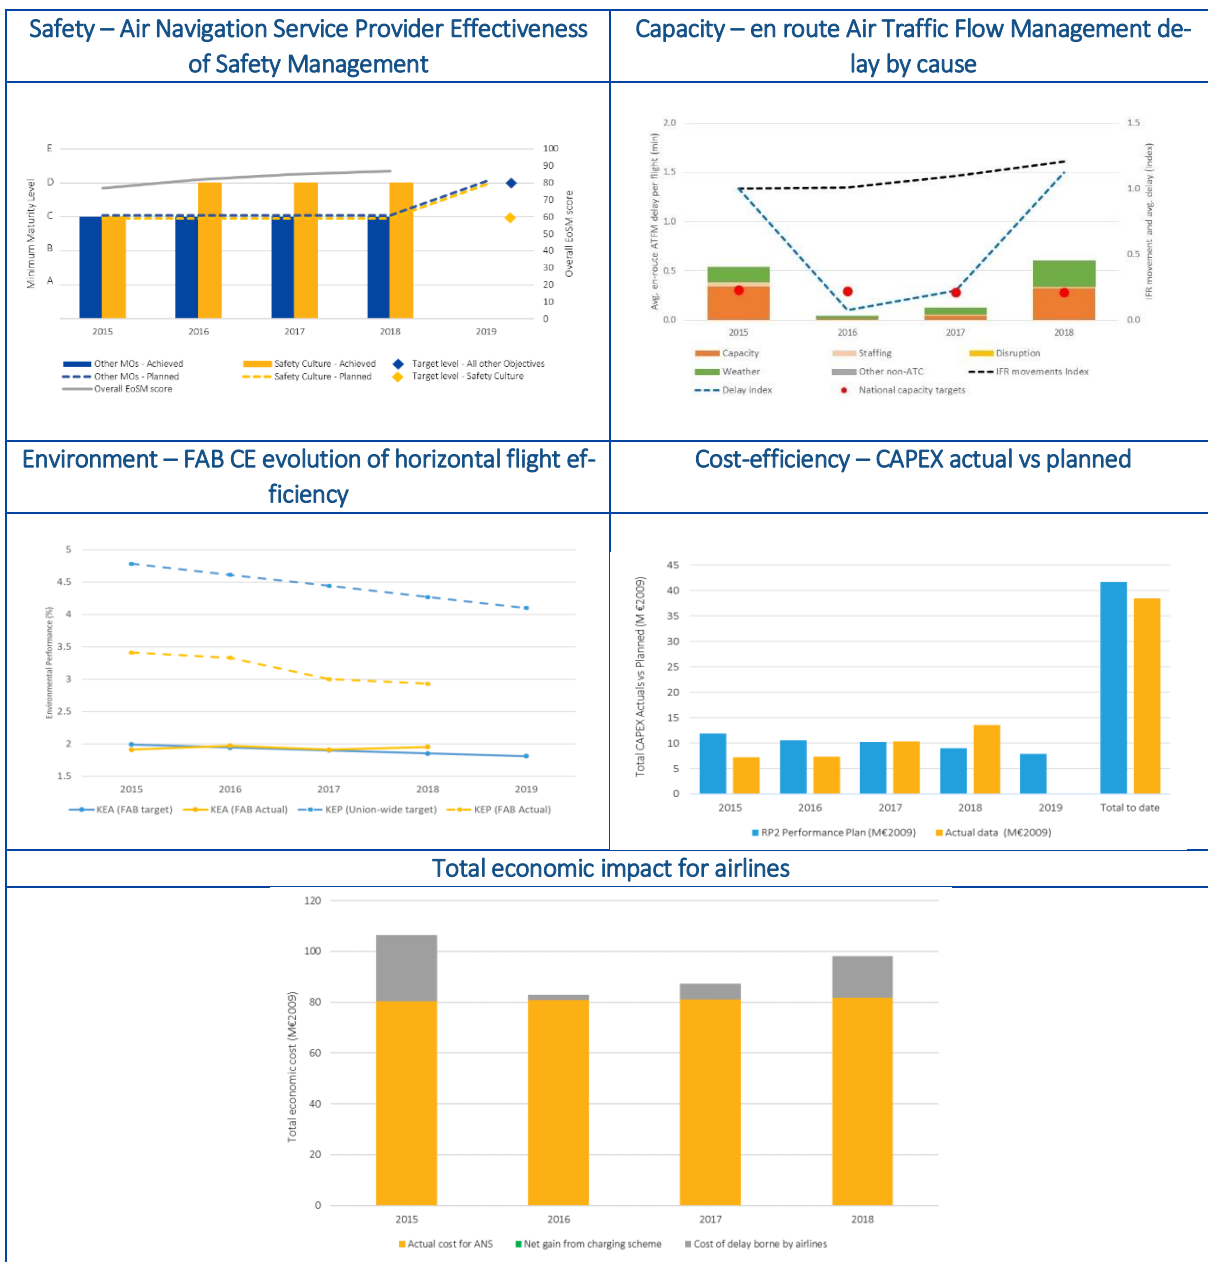 Safety – Air Navigation Service Provider Effectiveness
of Safety Management
Capacity – en route Air Traffic Flow Management de-
lay by cause
Minimum Maturity Level
E
D
C
B
A
100
90
80
70
60
50
40
30
20
10
0
Overall EoSM score
2015 2016 2017 2018 2019
Other MOs - Achieved Safety Culture - Achieved Target level - All other Objectives
Other MOs - Planned Safety Culture - Planned Target level - Safety Culture
Overall EoSM score
Avg. en-route ATFM delay per flight (min)
2.0
1.5
1.0
0.5
0.0
1.5
1.0
0.5
0.0
IFR movement and avg. delay (Index)
2015 2016 2017 2018
Capacity Staffing Disruption
Weather Other non-ATC IFR movements Index
Delay index National capacity targets
Environment – FAB CE evolution of horizontal flight ef-
ficiency
Cost-efficiency – CAPEX actual vs planned
Environmental Performance (%)
5
4.5
4
3.5
3
2.5
2
1.5
2015 2016 2017 2018 2019
KEA (FAB target) KEA (FAB Actual) KEP (Union-wide target) KEP (FAB Actual)
Total CAPEX Actuals vs Planned (M €2009)
45
40
35
30
25
20
15
10
5
0
2015 2016 2017 2018 2019 Total to date
RP2 Performance Plan (M€2009) Actual data (M€2009)
Total economic impact for airlines
Total economic cost (M€2009)
120
100
80
60
40
20
0
2015 2016 2017 2018
Actual cost for ANS Net gain from charging scheme Cost of delay borne by airlines